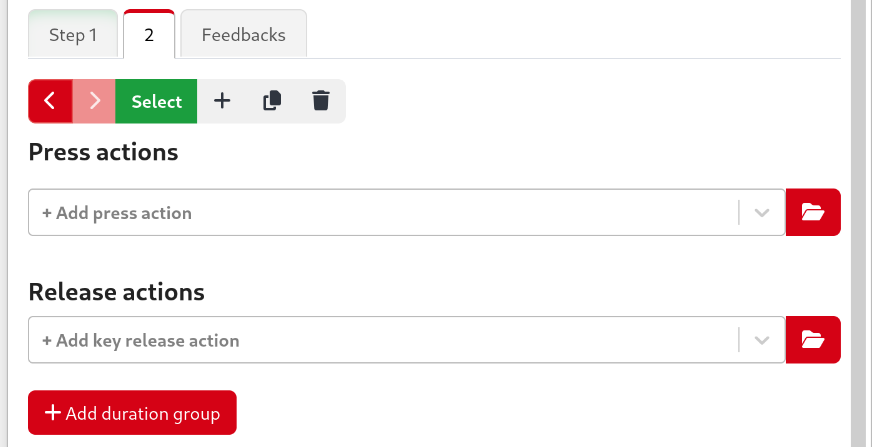 Step 1 2 Feedbacks
Select
Press actions
+ Add press action
Release actions
+ Add key release action
+ Add duration group